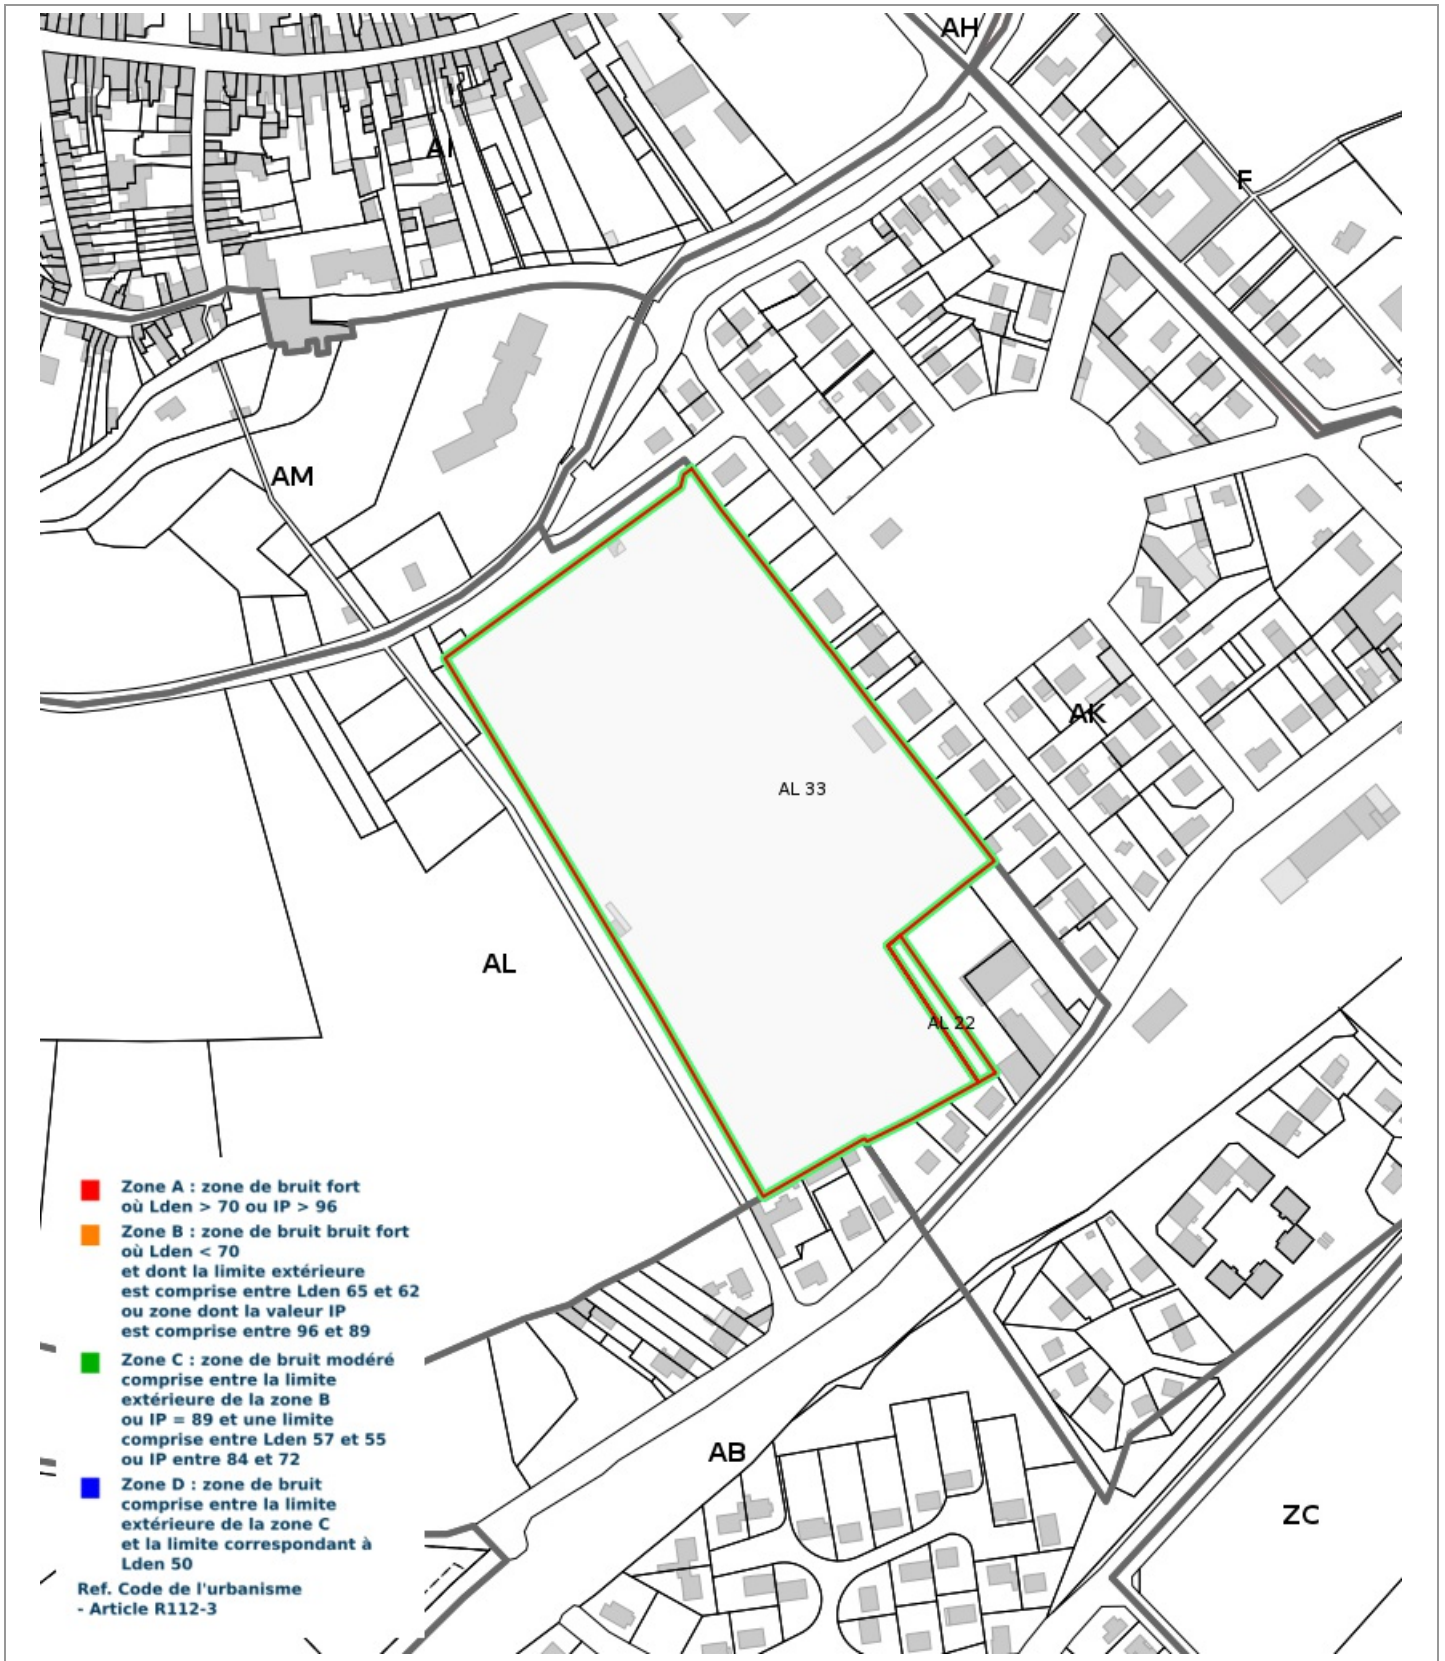 AH
AI
F
AM
AK
AL 33
AL
AL 22
Zone A : zone de bruit fort
où Lden > 70 ou IP > 96
Zone B : zone de bruit bruit fort
où Lden < 70
et dont la limite extérieure
est comprise entre Lden 65 et 62
ou zone dont la valeur IP
est comprise entre 96 et 89
Zone C : zone de bruit modéré
comprise entre la limite
extérieure de la zone B
ou IP = 89 et une limite
comprise entre Lden 57 et 55
ou IP entre 84 et 72
Zone D : zone de bruit
comprise entre la limite
extérieure de la zone C
et la limite correspondant à
Lden 50
Ref. Code de l'urbanisme
- Article R112-3
AB
ZC